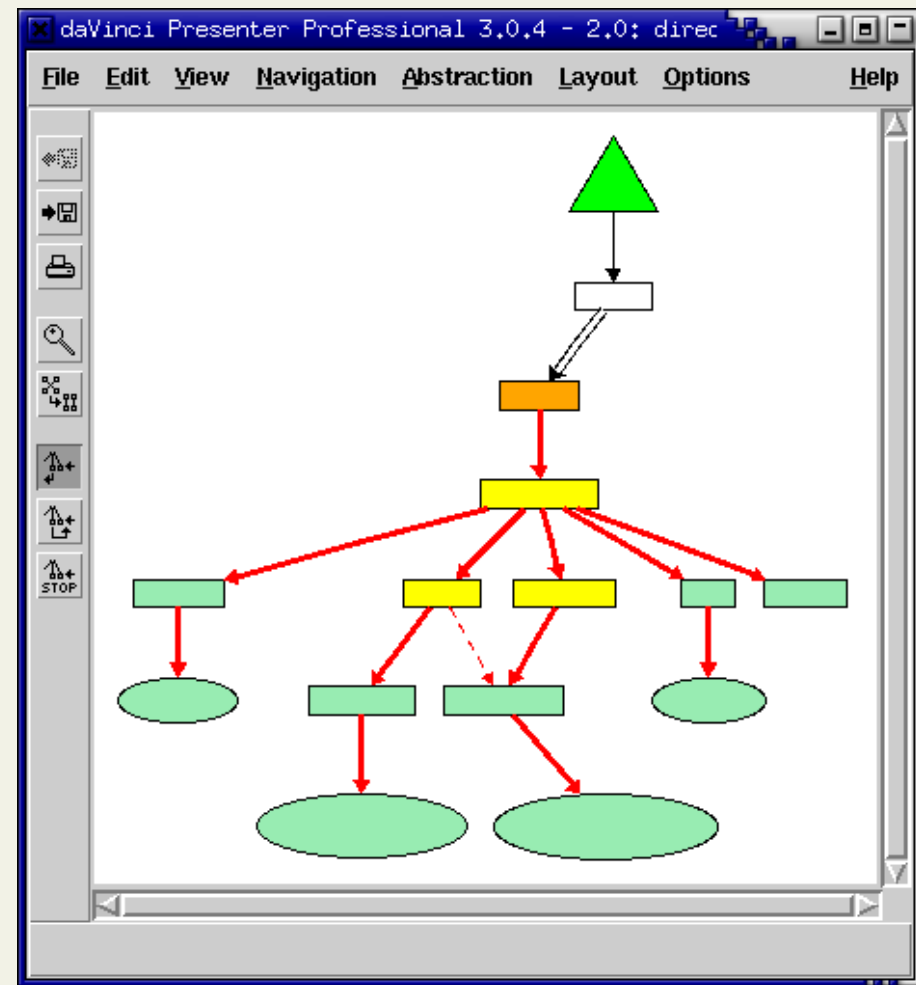 daVinci Presenter Professional 3.0.4 - 2.0: direc
File Edit View Navigation Abstraction Layout Options Help
STOP